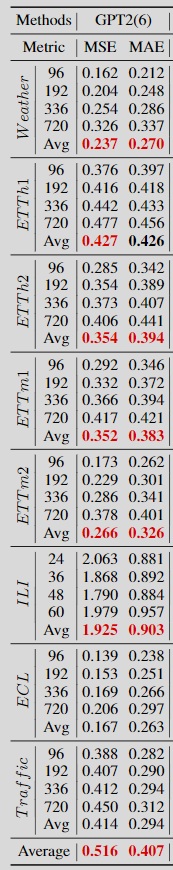 Methods GPT2(6)
Metric MSE MAE
Weather
96 0.162 0.212
192 0.204 0.248
336 0.254 0.286
720 0.326 0.337
Avg 0.237 0.270
ETTh1
96 0.376 0.397
192 0.416 0.418
336 0.442 0.433
720 0.477 0.456
Avg 0.427 0.426
ETTh2
96 0.285 0.342
192 0.354 0.389
336 0.373 0.407
720 0.406 0.441
Avg 0.354 0.394
ETTm1
96 0.292 0.346
192 0.332 0.372
336 0.366 0.394
720 0.417 0.421
Avg 0.352 0.383
ETTm2
96 0.173 0.262
192 0.229 0.301
336 0.286 0.341
720 0.378 0.401
Avg 0.266 0.326
ILI
24 2.063 0.881
36 1.868 0.892
48 1.790 0.884
60 1.979 0.957
Avg 1.925 0.903
ECL
96 0.139 0.238
192 0.153 0.251
336 0.169 0.266
720 0.206 0.297
Avg 0.167 0.263
Traffic
96 0.388 0.282
192 0.407 0.290
336 0.412 0.294
720 0.450 0.312
Avg 0.414 0.294
Average 0.516 0.407